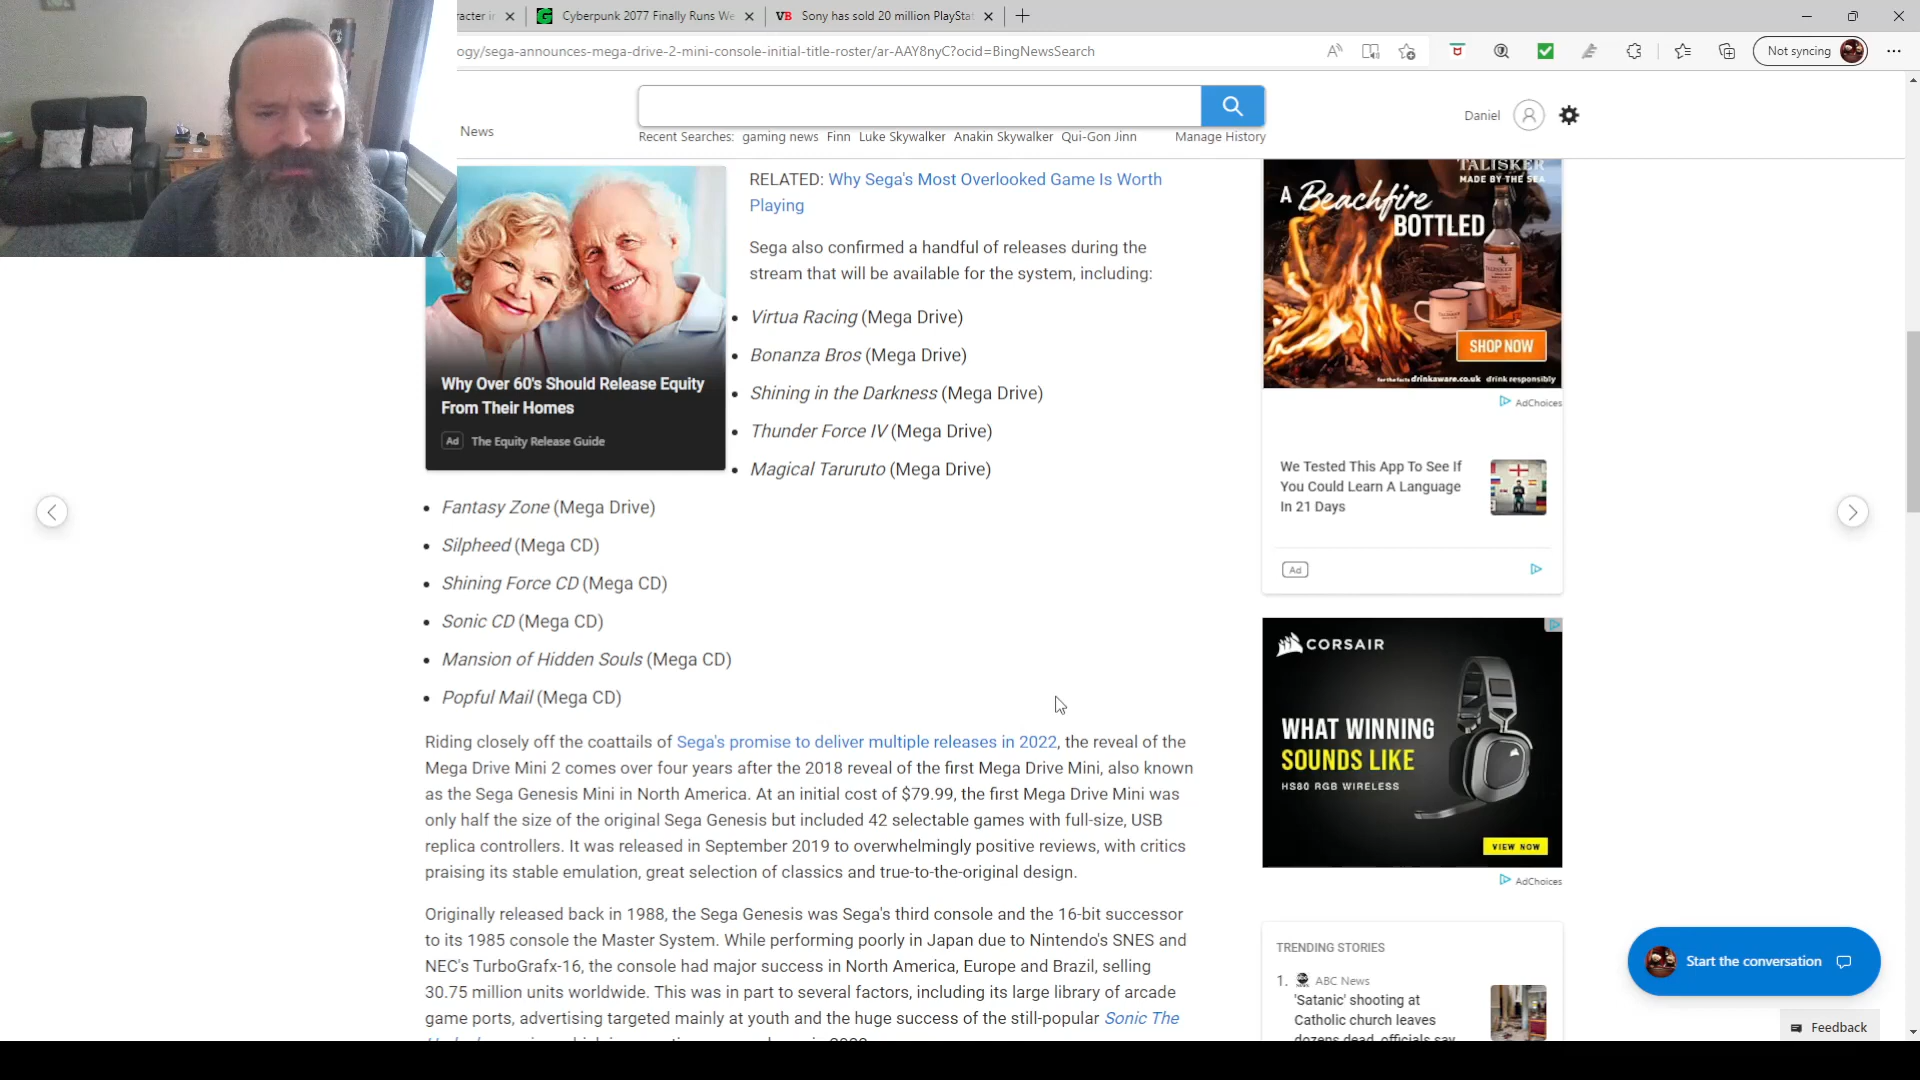 racter in
Cyberpunk 2077 Finally Runs We
VB Sony has sold 20 million PlayStat
ogy/sega-announces-mega-drive-2-mini-console-initial-title-roster/ar-AAY8nyC?ocid=BingNewsSearch
Not syncing
News
Daniel
Recent Searches: gaming news Finn Luke Skywalker Anakin Skywalker Qui-Gon Jinn Manage History
RELATED: Why Sega's Most Overlooked Game Is Worth
Playing
Sega also confirmed a handful of releases during the
stream that will be available for the system, including:
• Virtua Racing (Mega Drive)
• Bonanza Bros (Mega Drive)
• Shining in the Darkness (Mega Drive)
• Thunder Force IV (Mega Drive)
• Magical Taruruto (Mega Drive)
Why Over 60's Should Release Equity
From Their Homes
Ad The Equity Release Guide
• Fantasy Zone (Mega Drive)
• Silpheed (Mega CD)
• Shining Force CD (Mega CD)
• Sonic CD (Mega CD)
• Mansion of Hidden Souls (Mega CD)
• Popful Mail (Mega CD)
Riding closely off the coattails of Sega's promise to deliver multiple releases in 2022, the reveal of the
Mega Drive Mini 2 comes over four years after the 2018 reveal of the first Mega Drive Mini, also known
as the Sega Genesis Mini in North America. At an initial cost of $79.99, the first Mega Drive Mini was
only half the size of the original Sega Genesis but included 42 selectable games with full-size, USB
replica controllers. It was released in September 2019 to overwhelmingly positive reviews, with critics
praising its stable emulation, great selection of classics and true-to-the-original design.
Originally released back in 1988, the Sega Genesis was Sega's third console and the 16-bit successor
to its 1985 console the Master System. While performing poorly in Japan due to Nintendo's SNES and
NEC's TurboGrafx-16, the console had major success in North America, Europe and Brazil, selling
30.75 million units worldwide. This was in part to several factors, including its large library of arcade
game ports, advertising targeted mainly at youth and the huge success of the still-popular Sonic The
TALISKER
MADE BY THE SEA
A Beachfire
BOTTLED
SHOP NOW
for the facts drinkaware.co.uk drink responsibly
AdChoices
We Tested This App To See If
You Could Learn A Language
In 21 Days
Ad
CORSAIR
WHAT WINNING
SOUNDS LIKE
HS80 RGB WIRELESS
VIEW NOW
AdChoices
TRENDING STORIES
1. ABC News
'Satanic' shooting at
Catholic church leaves
dozens dead, officials say
Start the conversation
Feedback